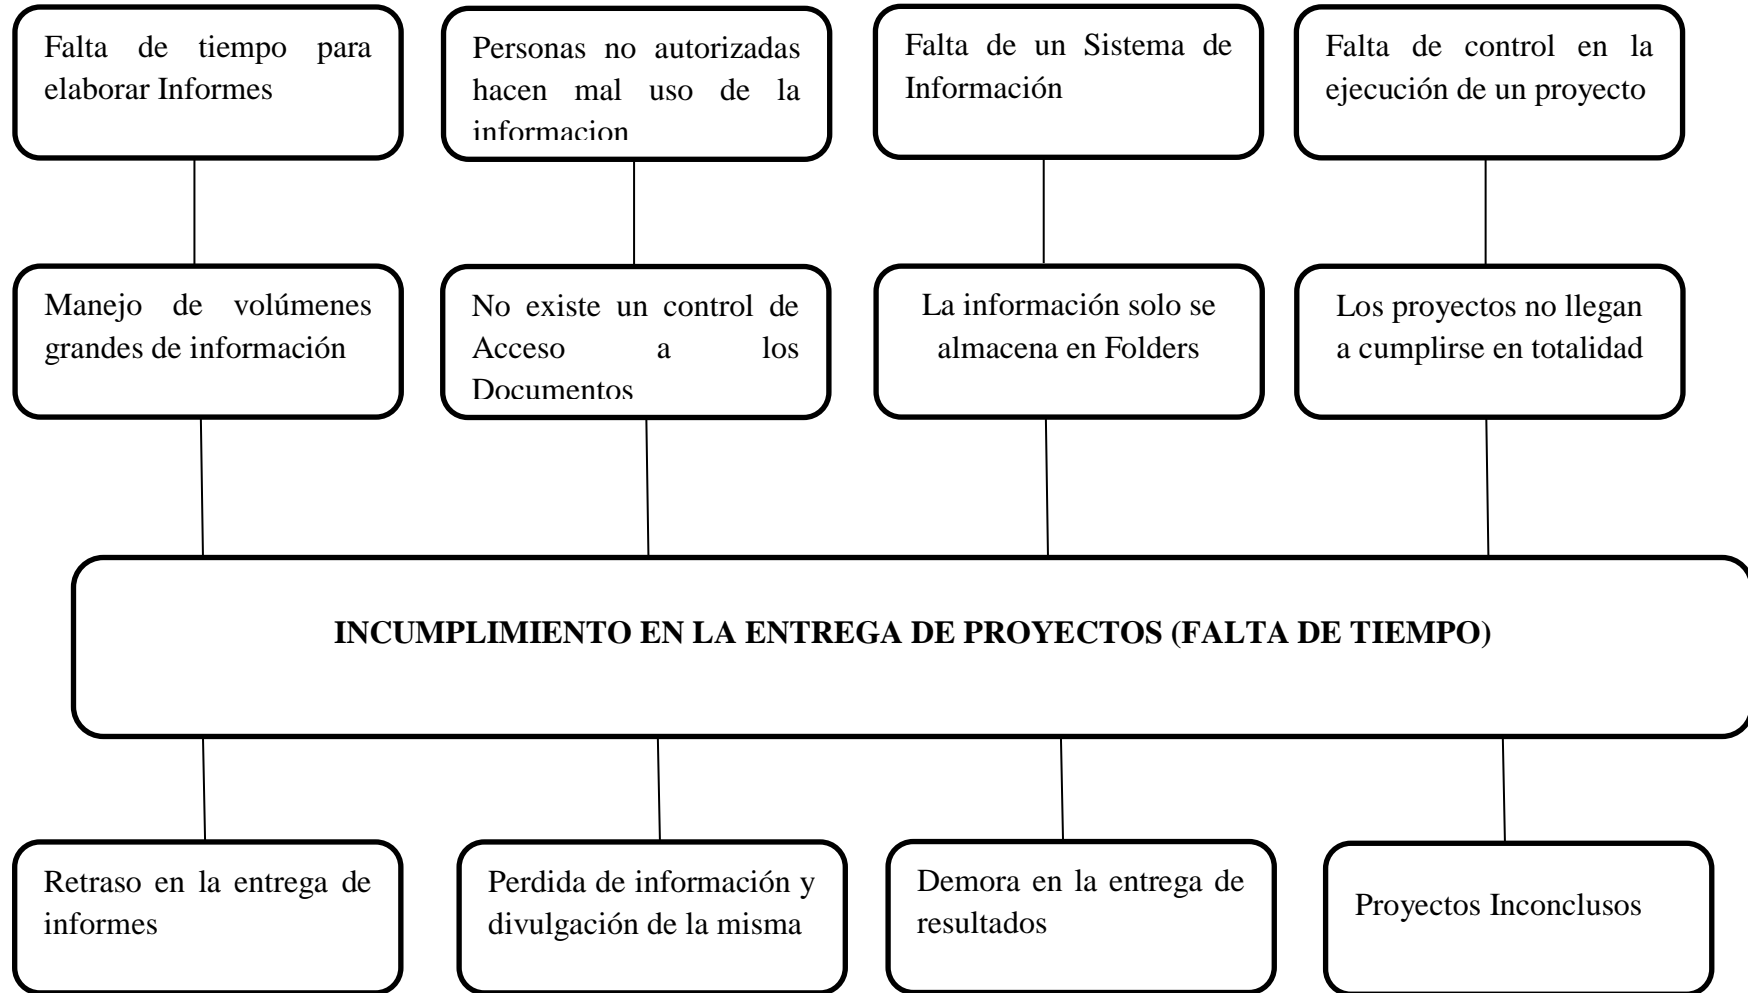 Falta de tiempo para
elaborar Informes
Personas no autorizadas
hacen mal uso de la
informacion
Falta de un Sistema de
Información
Falta de control en la
ejecución de un proyecto
Manejo de volúmenes
grandes de información
No existe un control de
Acceso a los
Documentos
La información solo se
almacena en Folders
Los proyectos no llegan
a cumplirse en totalidad
INCUMPLIMIENTO EN LA ENTREGA DE PROYECTOS (FALTA DE TIEMPO)
Retraso en la entrega de
informes
Perdida de información y
divulgación de la misma
Demora en la entrega de
resultados
Proyectos Inconclusos